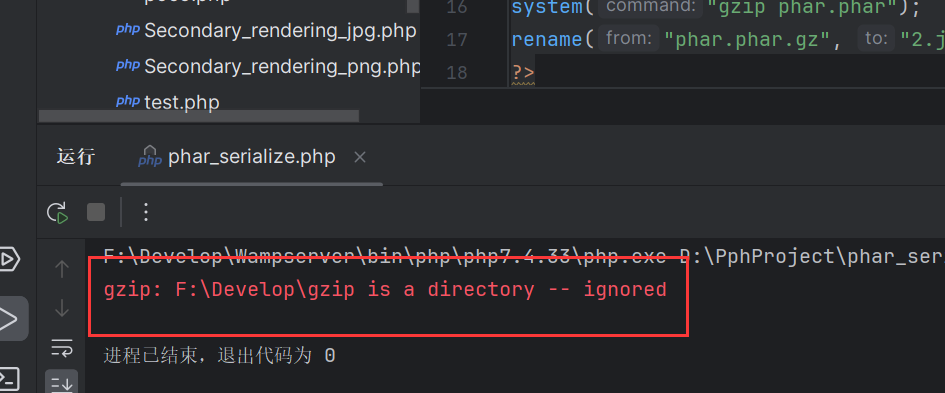 16 system( command: "gzip phar.phar");
php Secondary_rendering_jpg.php
17 rename( from: "phar.phar.gz", to: "2.j
php Secondary_rendering_png.php
18 ?>
php test.php
运行
php phar_serialize.php ×
F:\Develop\Wampserver\bin\php\php7.4.33\php.exe D:\PphProject\phar_ser
gzip: F:\Develop\gzip is a directory -- ignored
进程已结束，退出代码为 0